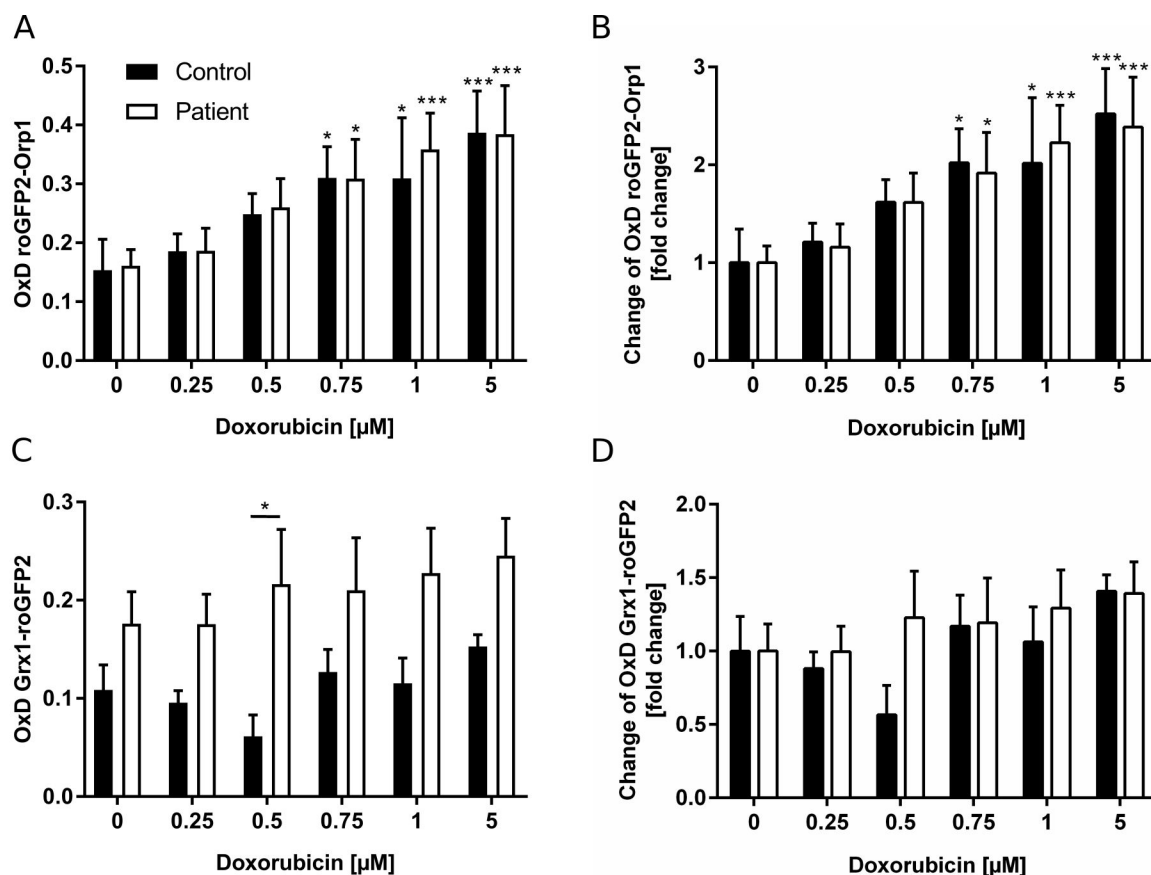 A
OxD roGFP2-Orp1
0.5
0.4
0.3
0.2
0.1
0.0
Control
Patient
* *
* ***
*** ***
0 0.25 0.5 0.75 1 5
Doxorubicin [µM]
B
Change of OxD roGFP2-Orp1
[fold change]
3
2
1
0
* *
* ***
*** ***
0 0.25 0.5 0.75 1 5
Doxorubicin [µM]
C
OxD Grx1-roGFP2
0.3
0.2
0.1
0.0
*
0 0.25 0.5 0.75 1 5
Doxorubicin [µM]
D
Change of OxD Grx1-roGFP2
[fold change]
2.0
1.5
1.0
0.5
0.0
0 0.25 0.5 0.75 1 5
Doxorubicin [µM]